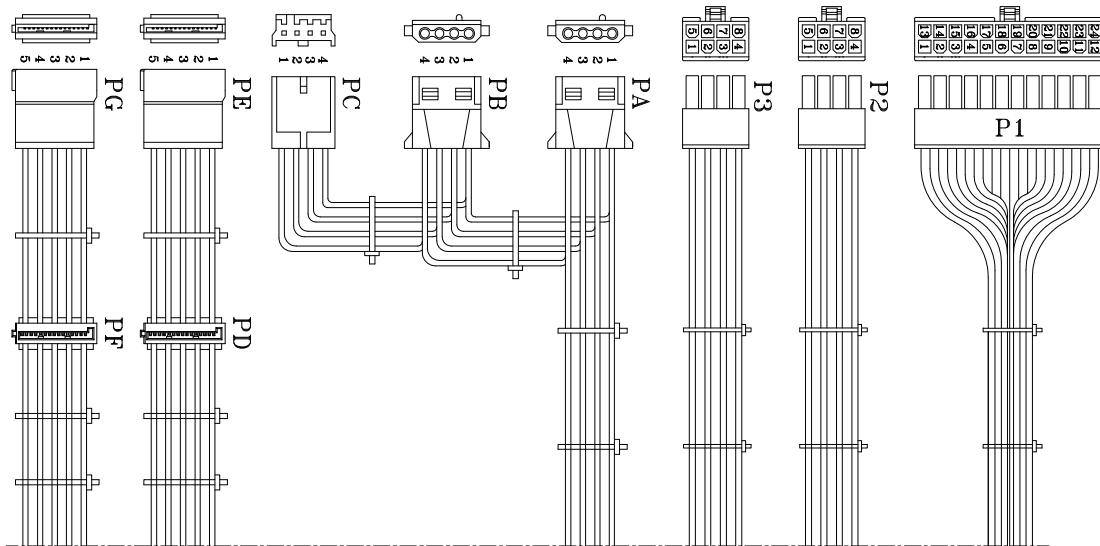 5 6 7 8
1 2 3 4
5 6 7 8
1 2 3 4
13 14 15 16 17 18 19 20 21 22 23 24
1 2 3 4 5 6 7 8 9 10 11 12
5 4 3 2 1
5 4 3 2 1
1 2 3 4
4 3 2 1
4 3 2 1
PG
PE
PC
PB
PA
P3
P2
P1
PF
PD